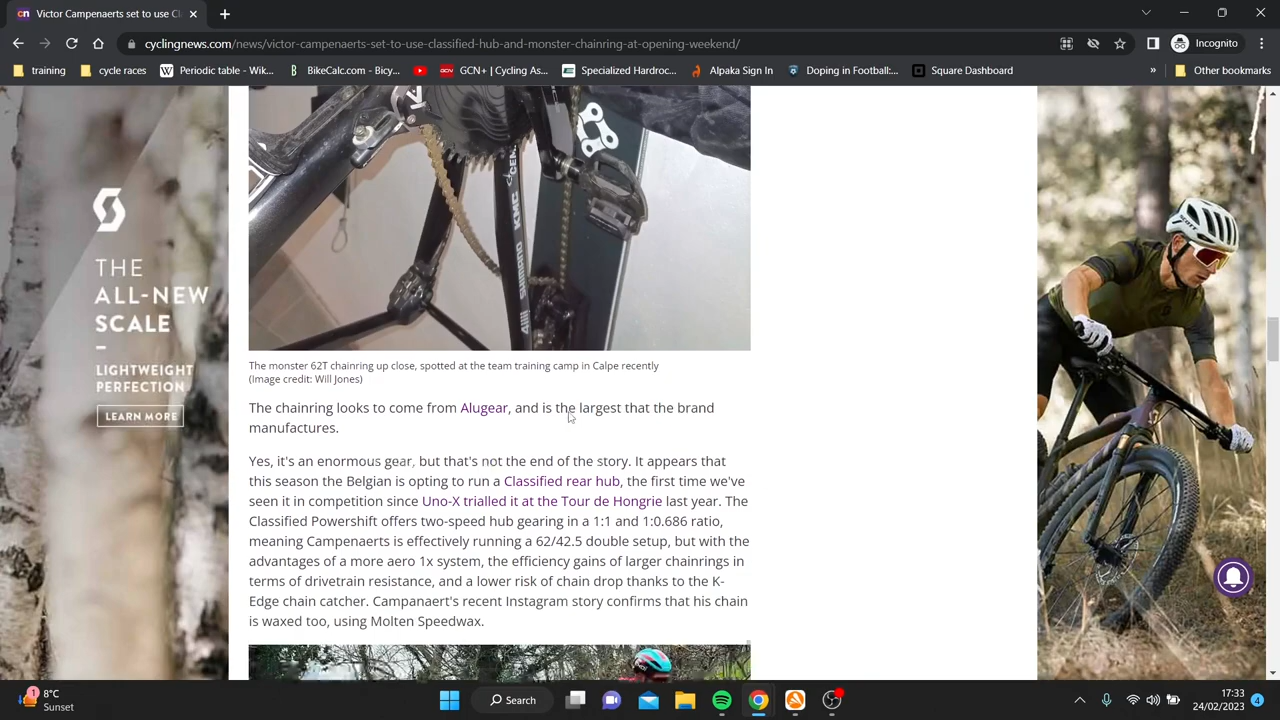 Victor Campenaerts set to use Cl
cyclingnews.com/news/victor-campenaerts-set-to-use-classified-hub-and-monster-chainring-at-opening-weekend/
Incognito
training
cycle races
Periodic table - Wik...
BikeCalc.com - Bicy...
GCN+ | Cycling As...
Specialized Hardroc...
Alpaka Sign In
Doping in Football:...
Square Dashboard
»
Other bookmarks
THE
ALL-NEW
SCALE
LIGHTWEIGHT
PERFECTION
LEARN MORE
KMC
SHIMANO
The monster 62T chainring up close, spotted at the team training camp in Calpe recently
(Image credit: Will Jones)
The chainring looks to come from Alugear, and is the largest that the brand
manufactures.
Yes, it's an enormous gear, but that's not the end of the story. It appears that
this season the Belgian is opting to run a Classified rear hub, the first time we've
seen it in competition since Uno-X trialled it at the Tour de Hongrie last year. The
Classified Powershift offers two-speed hub gearing in a 1:1 and 1:0.686 ratio,
meaning Campenaerts is effectively running a 62/42.5 double setup, but with the
advantages of a more aero 1x system, the efficiency gains of larger chainrings in
terms of drivetrain resistance, and a lower risk of chain drop thanks to the K-
Edge chain catcher. Campanaert's recent Instagram story confirms that his chain
is waxed too, using Molten Speedwax.
1
8°C
Sunset
Search
17:33
24/02/2023
4